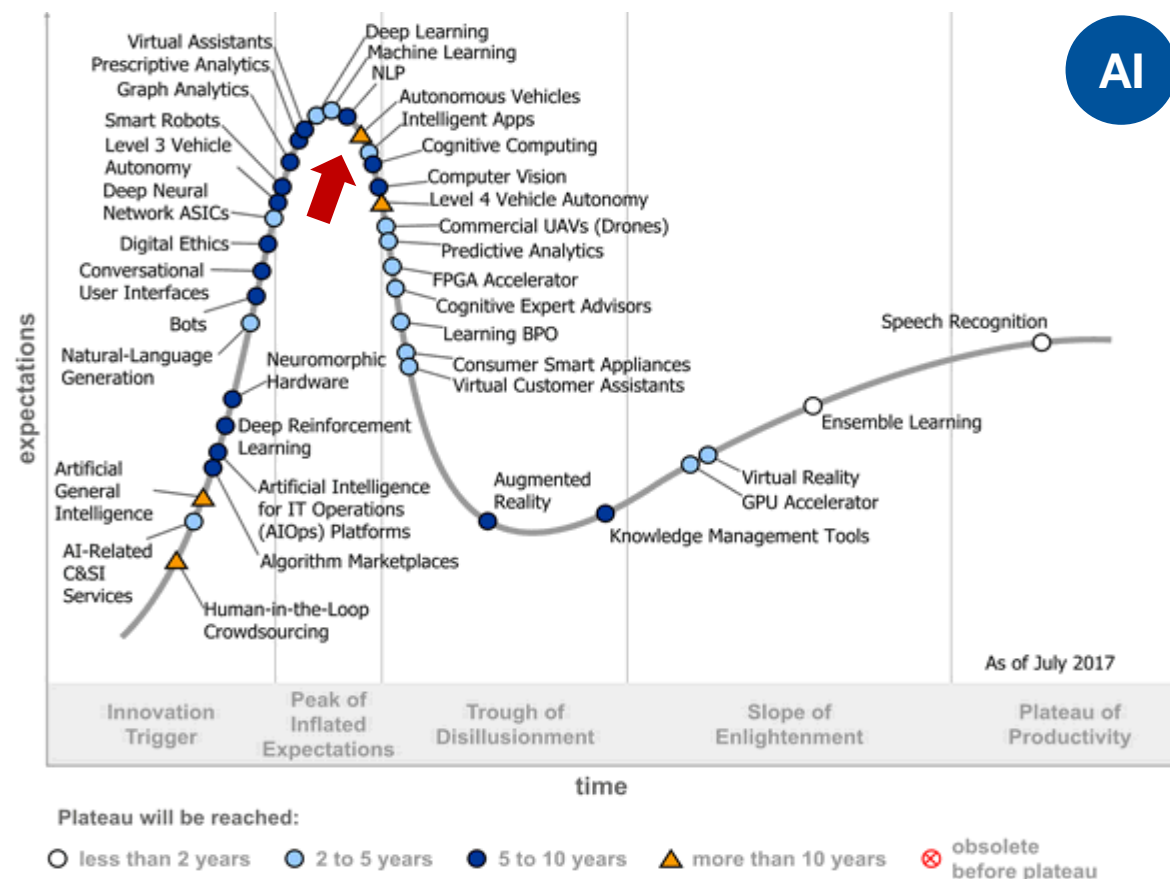 AI
Virtual Assistants
Prescriptive Analytics
Graph Analytics
Smart Robots
Level 3 Vehicle
Autonomy
Deep Neural
Network ASICs
Digital Ethics
Conversational
User Interfaces
Bots
Natural-Language
Generation
Neuromorphic
Hardware
Deep Reinforcement
Learning
Artificial
General
Intelligence
Artificial Intelligence
for IT Operations
(AIOps) Platforms
AI-Related
C&SI
Services
Algorithm Marketplaces
Human-in-the-Loop
Crowdsourcing
Deep Learning
Machine Learning
NLP
Autonomous Vehicles
Intelligent Apps
Cognitive Computing
Computer Vision
Level 4 Vehicle Autonomy
Commercial UAVs (Drones)
Predictive Analytics
FPGA Accelerator
Cognitive Expert Advisors
Learning BPO
Consumer Smart Appliances
Virtual Customer Assistants
Augmented
Reality
Knowledge Management Tools
Virtual Reality
GPU Accelerator
Ensemble Learning
Speech Recognition
As of July 2017
expectations
Innovation
Trigger
Peak of
Inflated
Expectations
Trough of
Disillusionment
Slope of
Enlightenment
Plateau of
Productivity
time
Plateau will be reached:
less than 2 years
2 to 5 years
5 to 10 years
more than 10 years
obsolete
before plateau